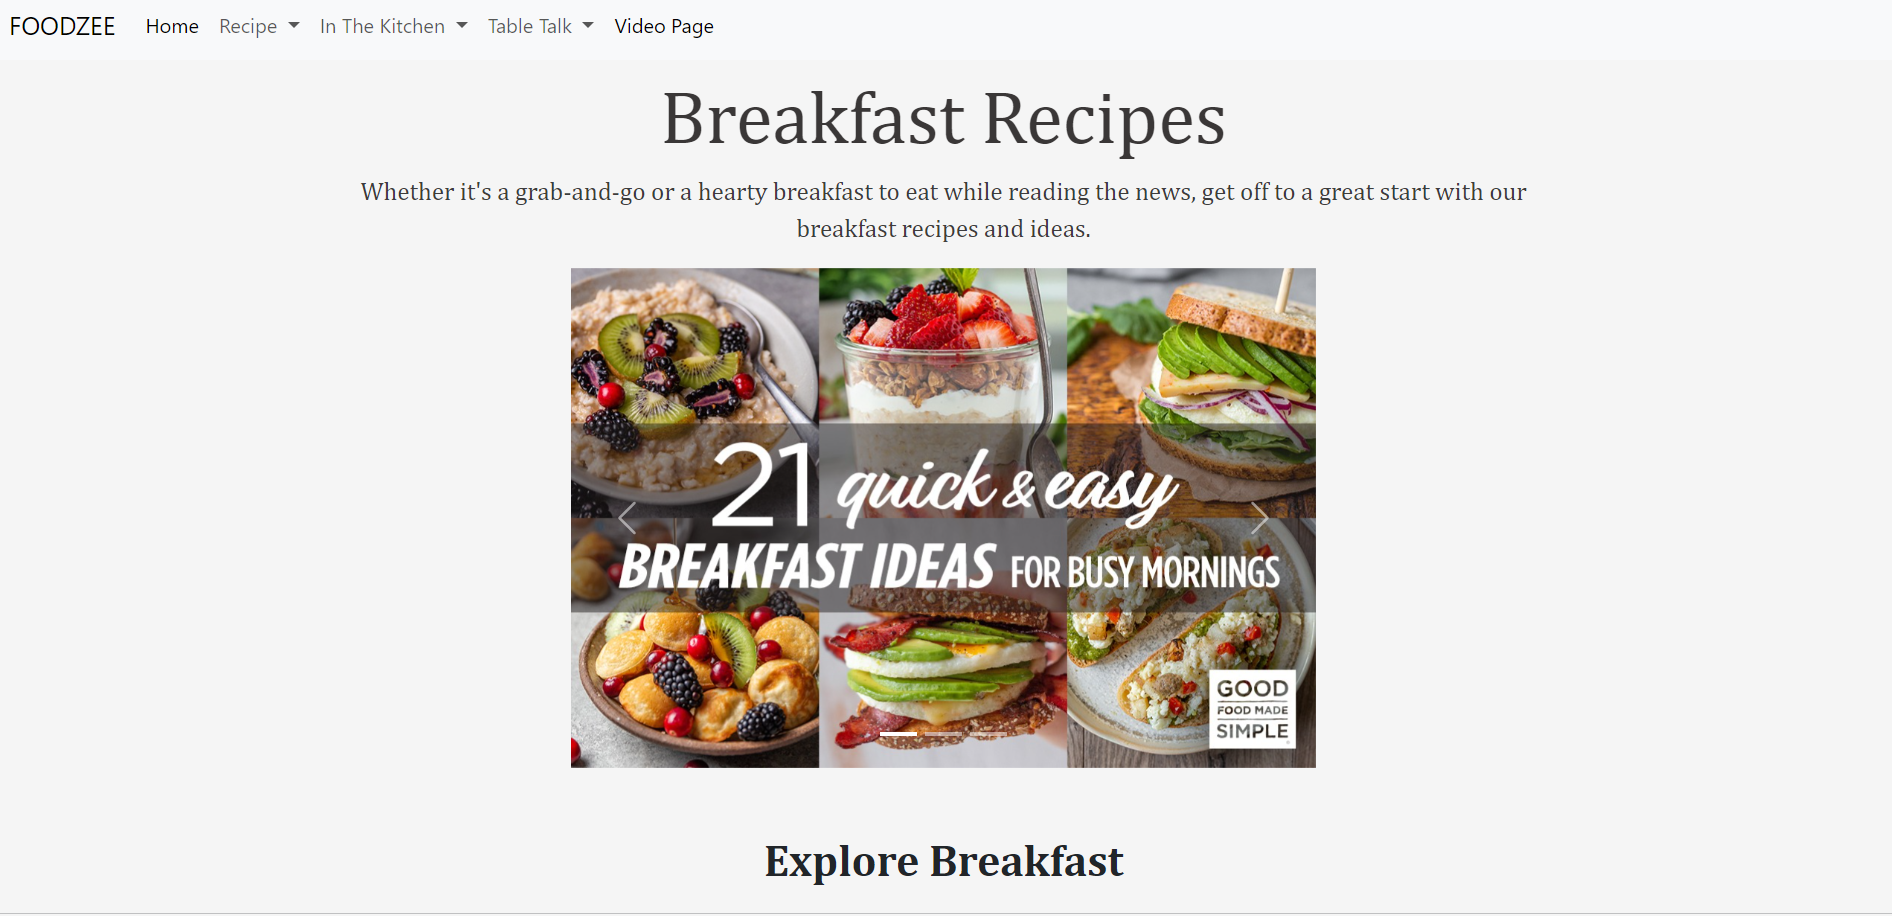 FOODZEE Home Recipe In The Kitchen Table Talk Video Page
Breakfast Recipes
Whether it's a grab-and-go or a hearty breakfast to eat while reading the news, get off to a great start with our
breakfast recipes and ideas.
21 quick & easy
BREAKFAST IDEAS FOR BUSY MORNINGS
GOOD
FOOD MADE
SIMPLE
Explore Breakfast